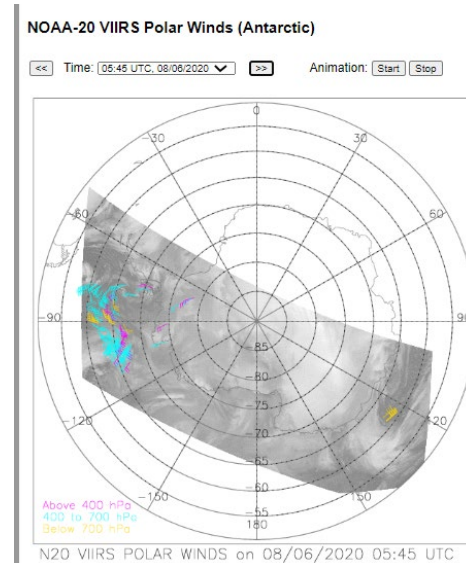 NOAA-20 VIIRS Polar Winds (Antarctic)
<< Time: 05:45 UTC, 08/06/2020 >> Animation: Start Stop
0
-30 30
-60 60
-90 90
-85
-80
-75
-120 120
-70
-65
-150 150
-55
180
Above 400 hPa
400 to 700 hPa
Below 700 hPa
N20 VIIRS POLAR WINDS on 08/06/2020 05:45 UTC